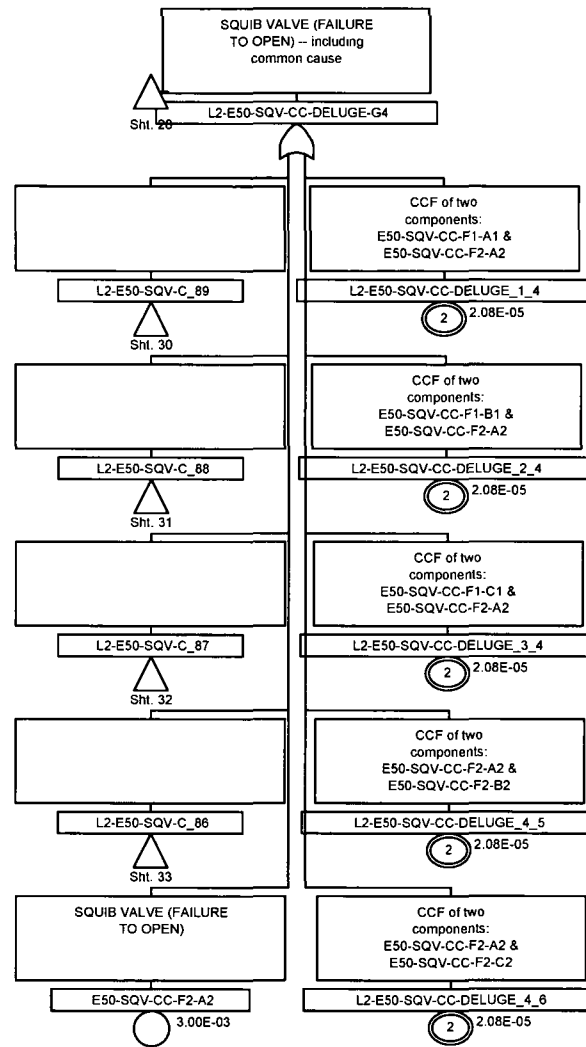 SQUIB VALVE (FAILURE
TO OPEN) -- including
common cause
L2-E50-SQV-CC-DELUGE-G4
Sht. 28
L2-E50-SQV-C_89
Sht. 30
CCF of two
components:
E50-SQV-CC-F1-A1 &
E50-SQV-CC-F2-A2
L2-E50-SQV-CC-DELUGE_1_4
2
2.08E-05
L2-E50-SQV-C_88
Sht. 31
CCF of two
components:
E50-SQV-CC-F1-B1 &
E50-SQV-CC-F2-A2
L2-E50-SQV-CC-DELUGE_2_4
2
2.08E-05
L2-E50-SQV-C_87
Sht. 32
CCF of two
components:
E50-SQV-CC-F1-C1 &
E50-SQV-CC-F2-A2
L2-E50-SQV-CC-DELUGE_3_4
2
2.08E-05
L2-E50-SQV-C_86
Sht. 33
CCF of two
components:
E50-SQV-CC-F2-A2 &
E50-SQV-CC-F2-B2
L2-E50-SQV-CC-DELUGE_4_5
2
2.08E-05
SQUIB VALVE (FAILURE
TO OPEN)
E50-SQV-CC-F2-A2
3.00E-03
CCF of two
components:
E50-SQV-CC-F2-A2 &
E50-SQV-CC-F2-C2
L2-E50-SQV-CC-DELUGE_4_6
2
2.08E-05